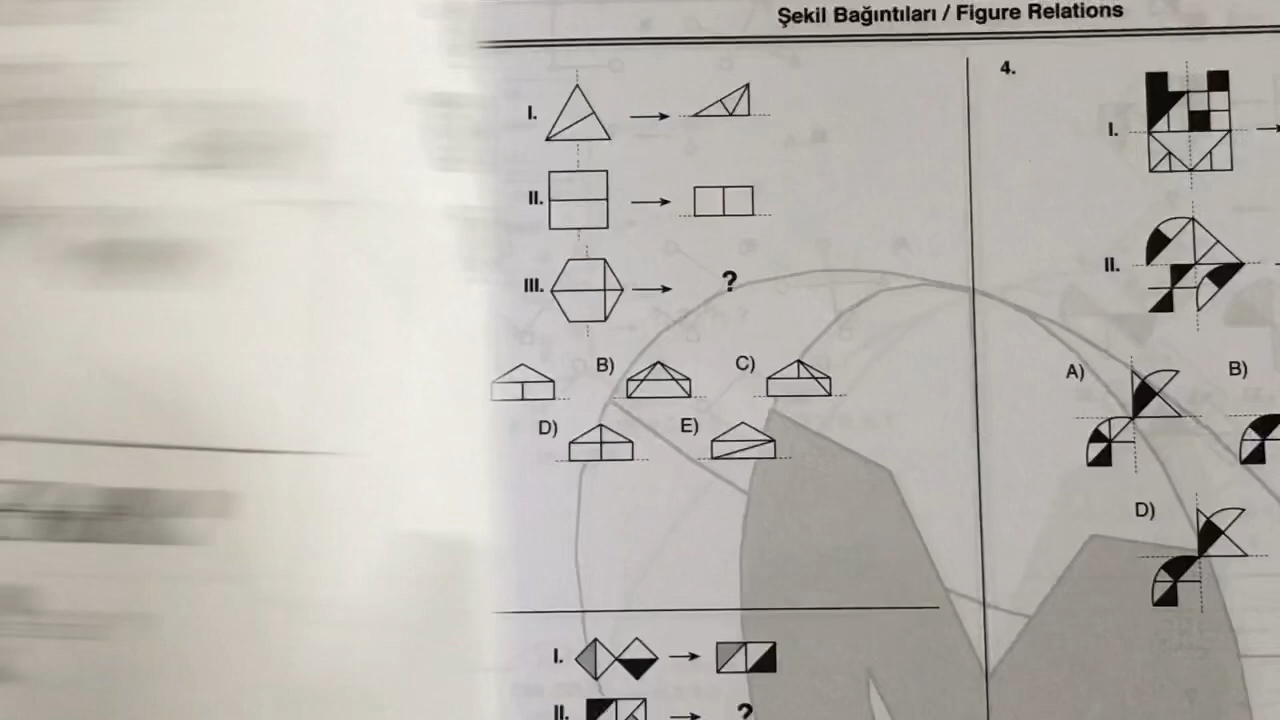 Şekil Bağıntıları / Figure Relations
I.
II.
III.
?
B)
C)
D)
E)
I.
II.
?
4.
I.
II.
A)
B)
D)